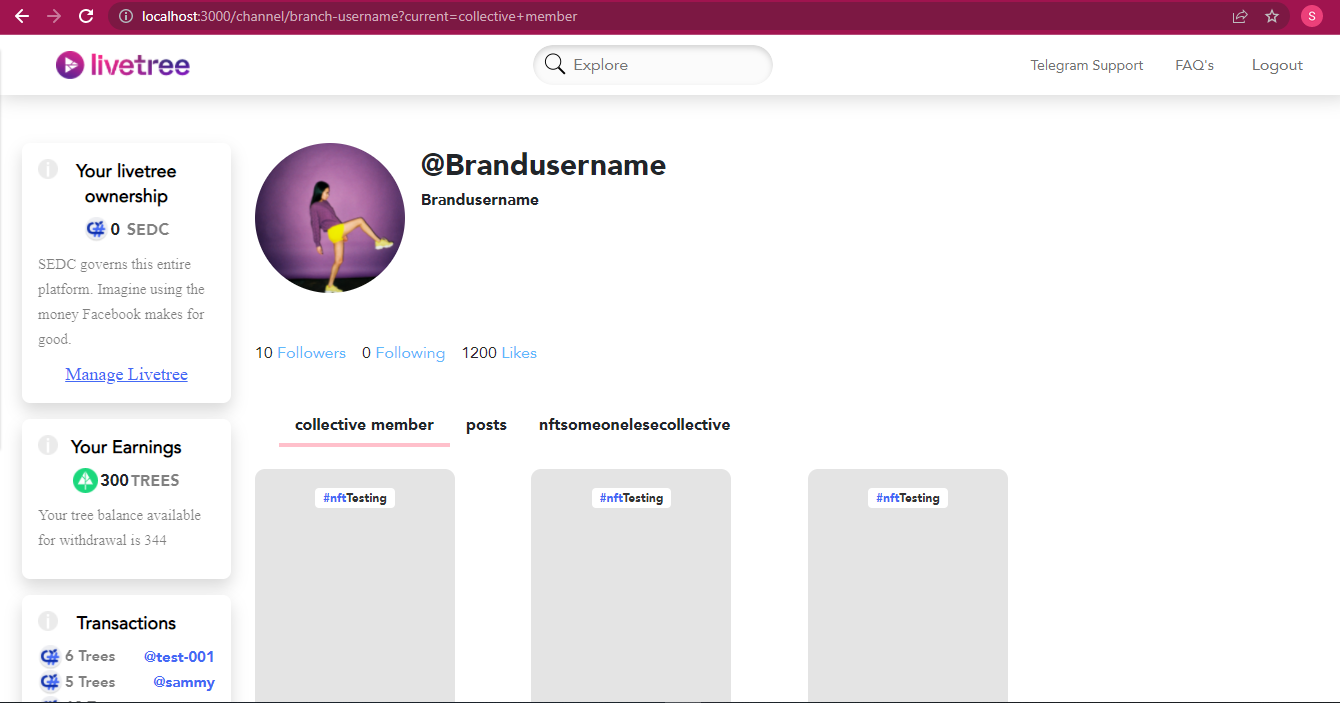 localhost:3000/channel/branch-username?current=collective+member
S
livetree
Explore
Telegram Support
FAQ's
Logout
Your livetree
ownership
0 SEDC
SEDC governs this entire
platform. Imagine using the
money Facebook makes for
good.
Manage Livetree
Your Earnings
300 TREES
Your tree balance available
for withdrawal is 344
Transactions
6 Trees @test-001
5 Trees @sammy
@Brandusername
Brandusername
10 Followers 0 Following 1200 Likes
collective member posts nftsomeonelesecollective
#nftTesting
#nftTesting
#nftTesting